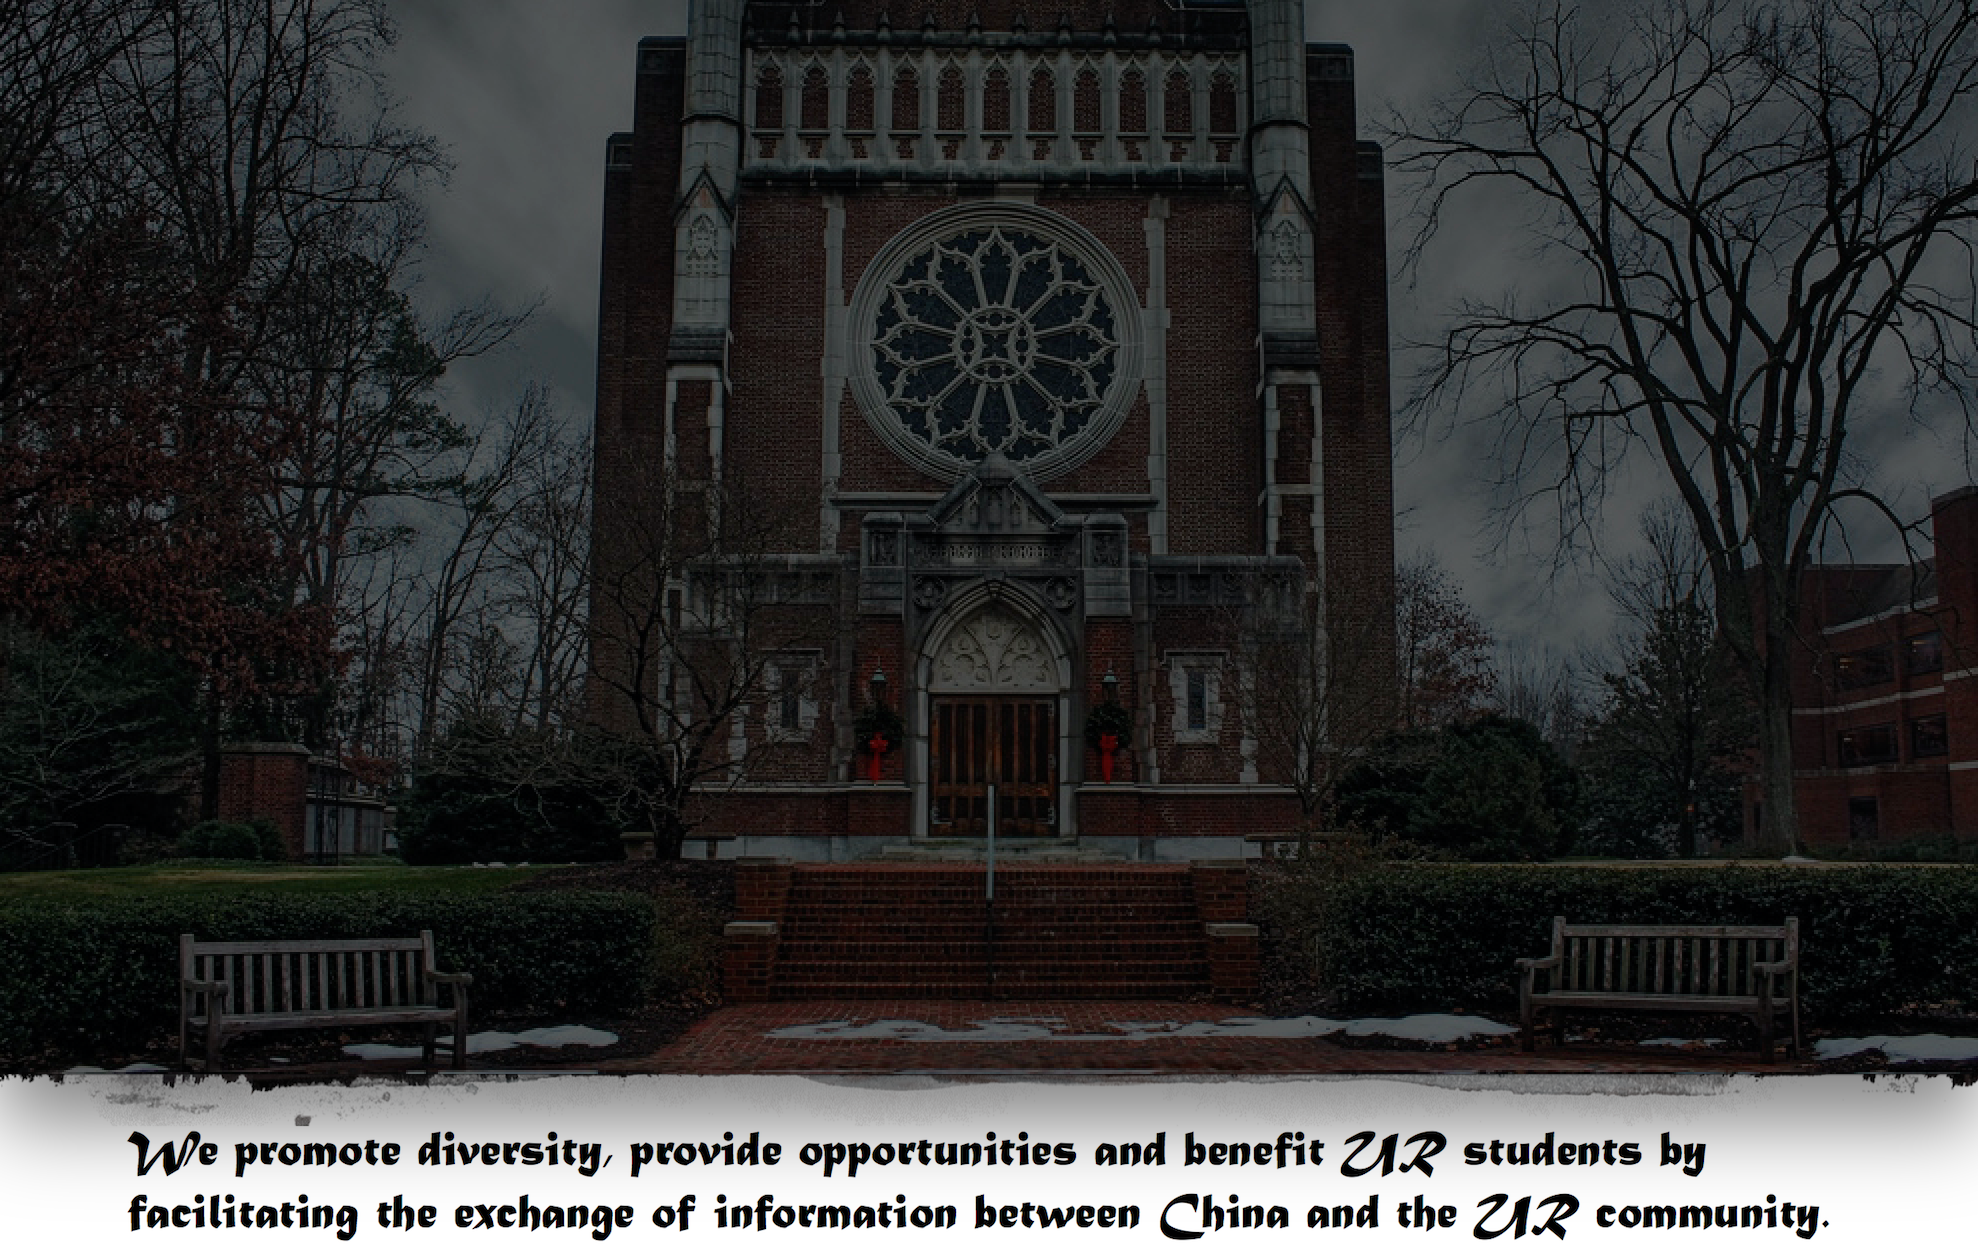 We promote diversity, provide opportunities and benefit UR students by
facilitating the exchange of information between China and the UR community.